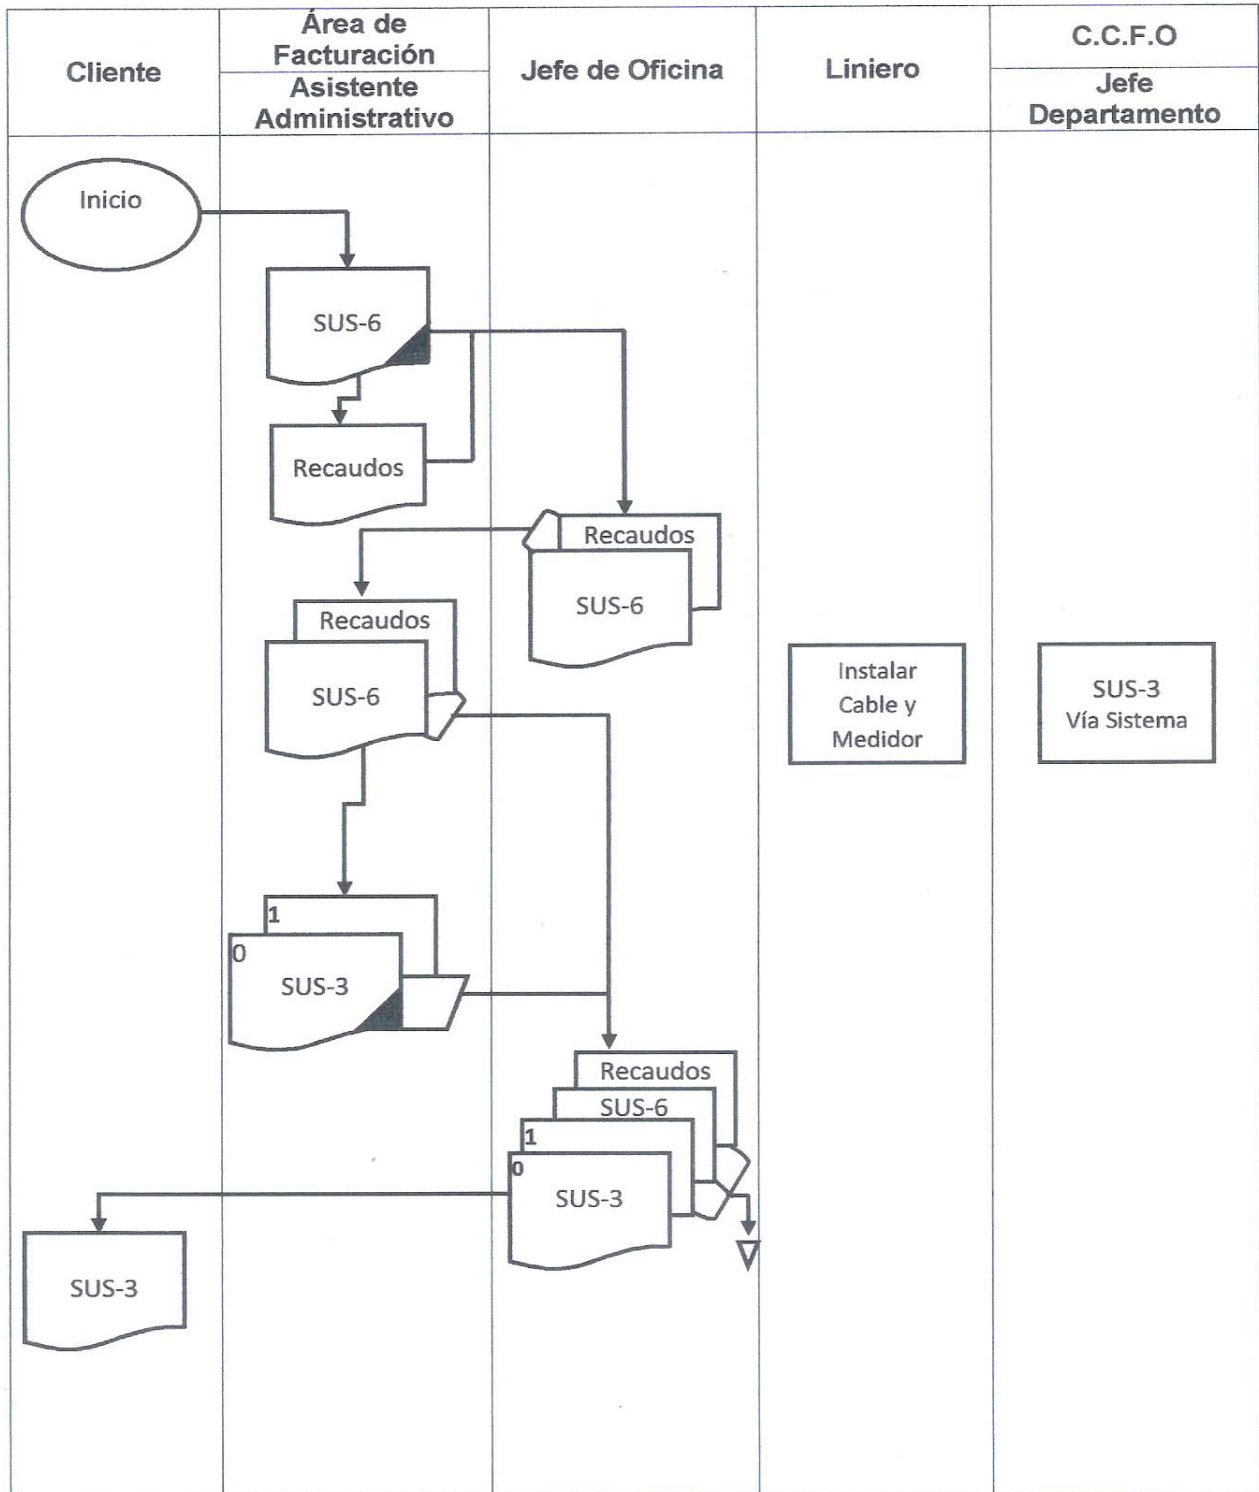 Cliente
Área de
Facturación
Asistente
Administrativo
Jefe de Oficina
Liniero
C.C.F.O
Jefe
Departamento
Inicio
SUS-6
Recaudos
Recaudos
SUS-6
Recaudos
SUS-6
Instalar
Cable y
Medidor
SUS-3
Vía Sistema
1
0
SUS-3
Recaudos
SUS-6
1
0
SUS-3
SUS-3